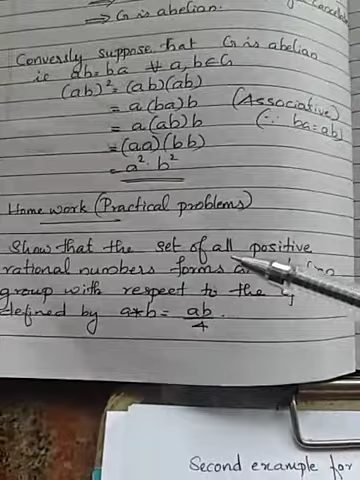 ⇒ G is abelian
Conversly suppose that G is abelian
ie ab = ba ∀ a, b ∈ G
(ab)² = (ab)(ab)
= a(ba)b (Associative)
= a(ab)b (∵ ba = ab)
= (aa)(bb)
= a² · b²
Home work (Practical problems)
Show that the set of all positive
rational numbers forms
group with respect to the
defined by a*b = ab/4.
Second example for